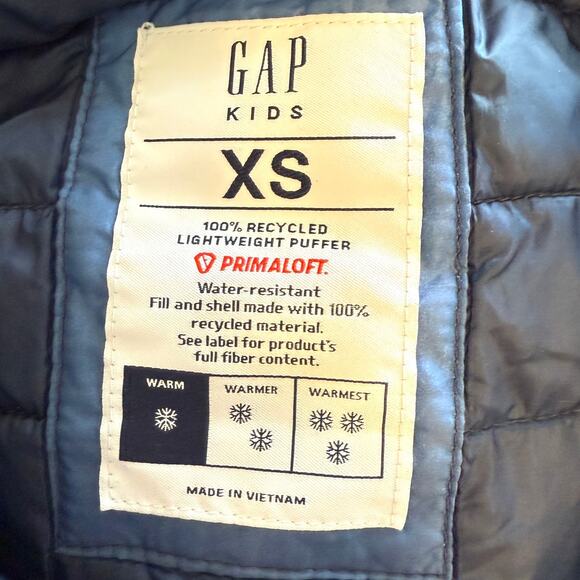 GAP
KIDS
XS
100% RECYCLED
LIGHTWEIGHT PUFFER
PRIMALOFT.
Water-resistant
Fill and shell made with 100%
recycled material.
See label for product's
full fiber content.
WARM WARMER WARMEST
MADE IN VIETNAM